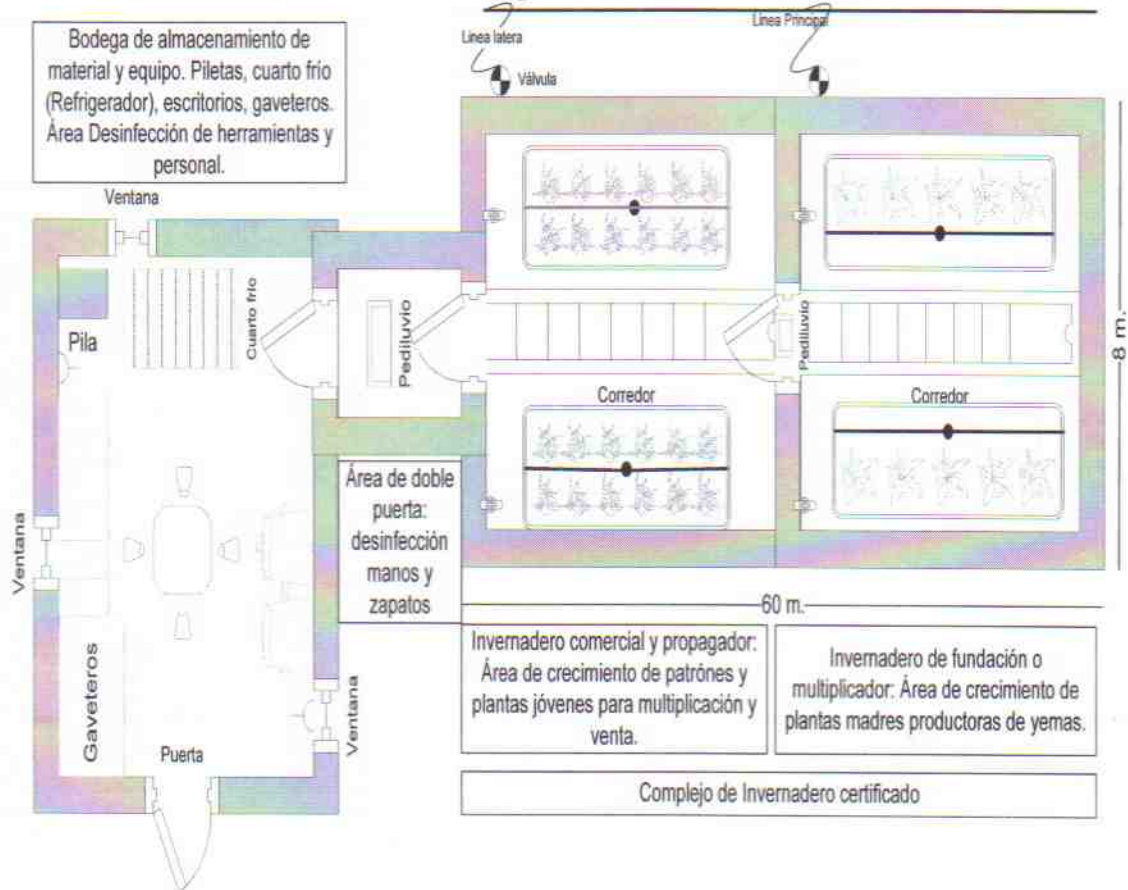 Linea Principal
Linea latera
Válvula
Bodega de almacenamiento de
material y equipo. Piletas, cuarto frío
(Refrigerador), escritorios, gaveteros.
Área Desinfección de herramientas y
personal.
Ventana
Cuarto frio
Pila
Pediluvio
Pediluvio
8 m.
Corredor
Corredor
Ventana
Área de doble
puerta:
desinfección
manos y
zapatos
60 m.
Gaveteros
Puerta
Ventana
Invernadero comercial y propagador:
Área de crecimiento de patrónes y
plantas jóvenes para multiplicación y
venta.
Invernadero de fundación o
multiplicador: Área de crecimiento de
plantas madres productoras de yemas.
Complejo de Invernadero certificado